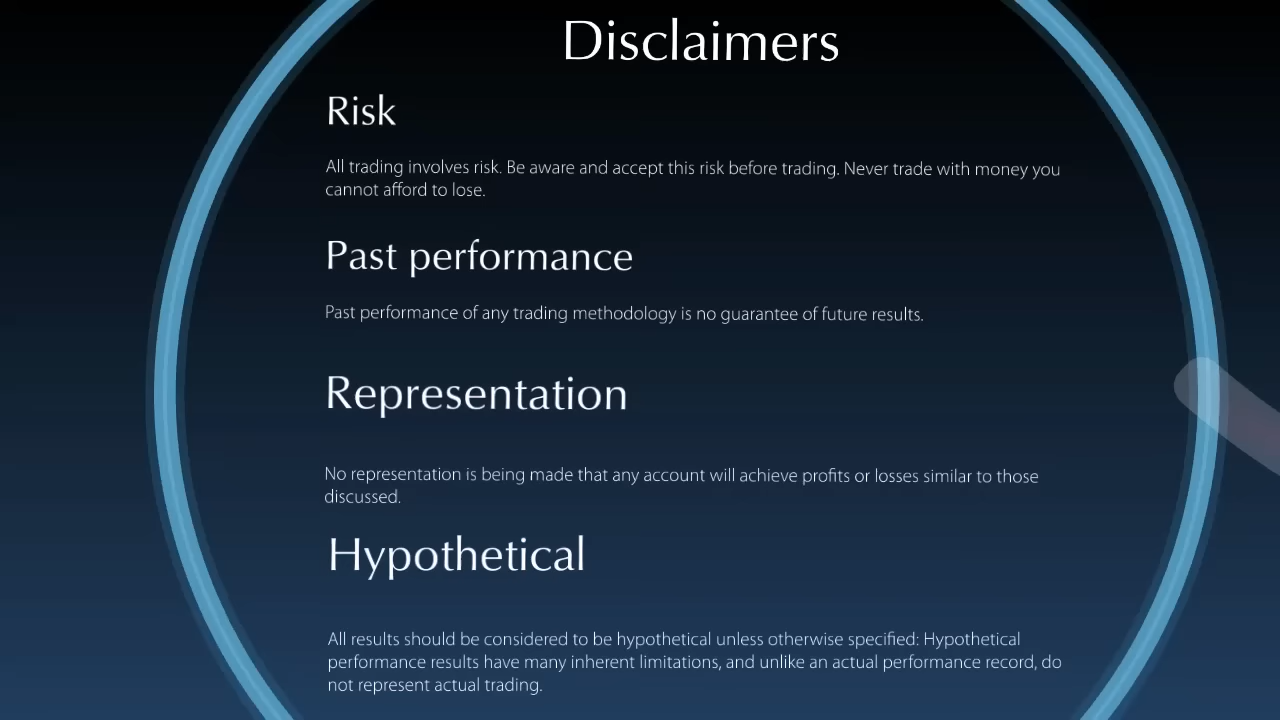 Disclaimers
Risk
All trading involves risk. Be aware and accept this risk before trading. Never trade with money you
cannot afford to lose.
Past performance
Past performance of any trading methodology is no guarantee of future results.
Representation
No representation is being made that any account will achieve profits or losses similar to those
discussed.
Hypothetical
All results should be considered to be hypothetical unless otherwise specified: Hypothetical
performance results have many inherent limitations, and unlike an actual performance record, do
not represent actual trading.